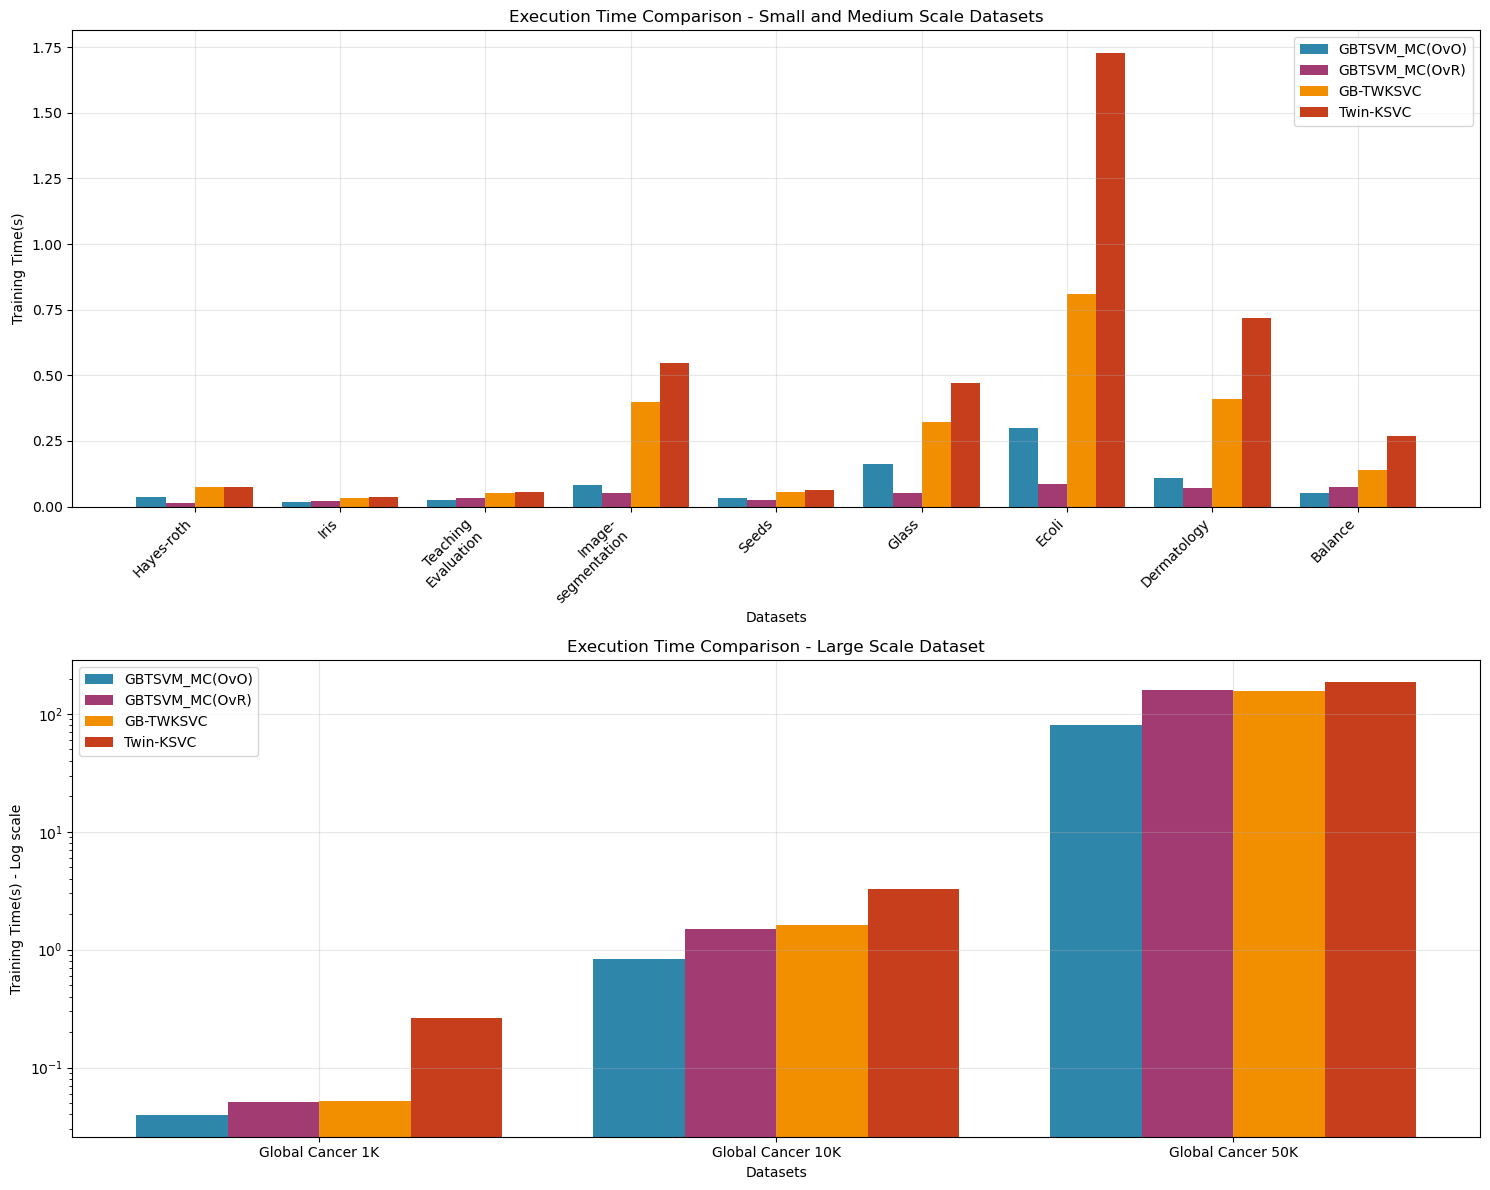 Execution Time Comparison - Small and Medium Scale Datasets
Training Time(s)
1.75
1.50
1.25
1.00
0.75
0.50
0.25
0.00
GBTSVM_MC(OvO)
GBTSVM_MC(OvR)
GB-TWKSVC
Twin-KSVC
Hayes-roth
Iris
Teaching
Evaluation
Image-
segmentation
Seeds
Glass
Ecoli
Dermatology
Balance
Datasets
Execution Time Comparison - Large Scale Dataset
Training Time(s) - Log scale
10²
10¹
10⁰
10⁻¹
GBTSVM_MC(OvO)
GBTSVM_MC(OvR)
GB-TWKSVC
Twin-KSVC
Global Cancer 1K
Global Cancer 10K
Global Cancer 50K
Datasets